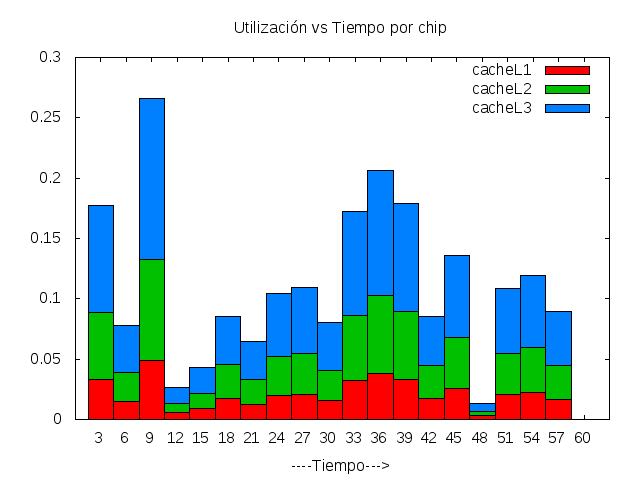 Utilización vs Tiempo por chip
0.3
0.25
0.2
0.15
0.1
0.05
0
cacheL1
cacheL2
cacheL3
3 6 9 12 15 18 21 24 27 30 33 36 39 42 45 48 51 54 57 60
----Tiempo--->